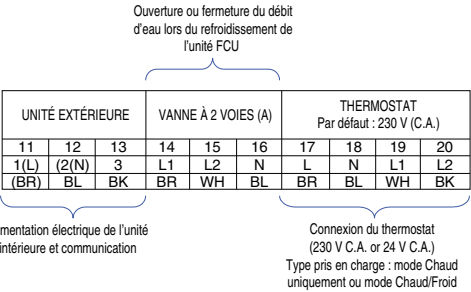 Ouverture ou fermeture du débit
d'eau lors du refroidissement de
l'unité FCU
UNITÉ EXTÉRIEURE VANNE À 2 VOIES (A) THERMOSTAT
Par défaut : 230 V (C.A.)
11 12 13 14 15 16 17 18 19 20
1(L) (2(N) 3 L1 L2 N L N L1 L2
(BR) BL BK BR WH BL BR BL WH BK
mentation électrique de l'unité
intérieure et communication
Connexion du thermostat
(230 V C.A. or 24 V C.A.)
Type pris en charge : mode Chaud
uniquement ou mode Chaud/Froid